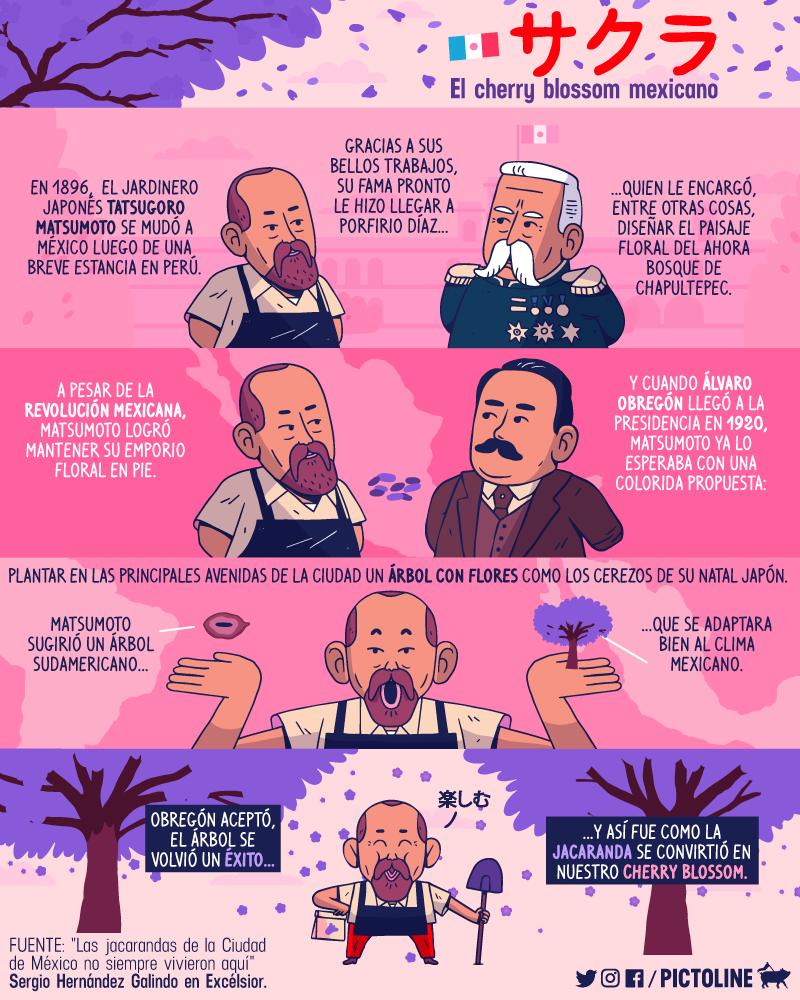 サクラ
El cherry blossom mexicano
EN 1896, EL JARDINERO
JAPONÉS TATSUGORO
MATSUMOTO SE MUDÓ A
MÉXICO LUEGO DE UNA
BREVE ESTANCIA EN PERÚ.
GRACIAS A SUS
BELLOS TRABAJOS,
SU FAMA PRONTO
LE HIZO LLEGAR A
PORFIRIO DÍAZ...
...QUIEN LE ENCARGÓ,
ENTRE OTRAS COSAS,
DISEÑAR EL PAISAJE
FLORAL DEL AHORA
BOSQUE DE
CHAPULTEPEC.
A PESAR DE LA
REVOLUCIÓN MEXICANA,
MATSUMOTO LOGRÓ
MANTENER SU EMPORIO
FLORAL EN PIE.
Y CUANDO ÁLVARO
OBREGÓN LLEGÓ A LA
PRESIDENCIA EN 1920,
MATSUMOTO YA LO
ESPERABA CON UNA
COLORIDA PROPUESTA:
PLANTAR EN LAS PRINCIPALES AVENIDAS DE LA CIUDAD UN ÁRBOL CON FLORES COMO LOS CEREZOS DE SU NATAL JAPÓN.
MATSUMOTO
SUGIRIÓ UN ÁRBOL
SUDAMERICANO...
...QUE SE ADAPTARA
BIEN AL CLIMA
MEXICANO.
OBREGÓN ACEPTÓ,
EL ÁRBOL SE
VOLVIÓ UN ÉXITO...
楽しむ
...Y ASÍ FUE COMO LA
JACARANDA SE CONVIRTIÓ EN
NUESTRO CHERRY BLOSSOM.
FUENTE: "Las jacarandas de la Ciudad
de México no siempre vivieron aquí"
Sergio Hernández Galindo en Excélsior.
/ PICTOLINE